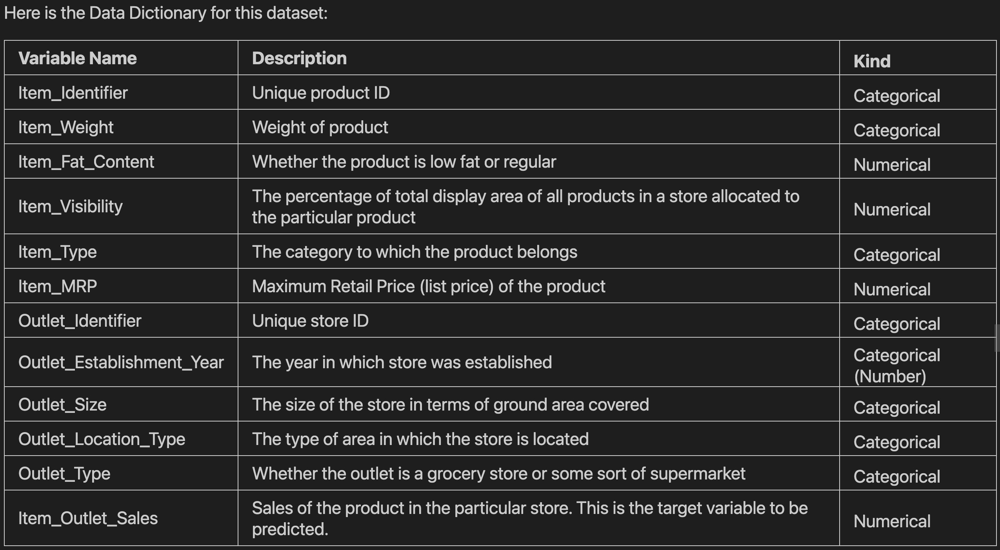 Here is the Data Dictionary for this dataset:
Variable Name Description Kind
Item_Identifier Unique product ID Categorical
Item_Weight Weight of product Categorical
Item_Fat_Content Whether the product is low fat or regular Numerical
Item_Visibility The percentage of total display area of all products in a store allocated to
the particular product Numerical
Item_Type The category to which the product belongs Categorical
Item_MRP Maximum Retail Price (list price) of the product Numerical
Outlet_Identifier Unique store ID Categorical
Outlet_Establishment_Year The year in which store was established Categorical
(Number)
Outlet_Size The size of the store in terms of ground area covered Categorical
Outlet_Location_Type The type of area in which the store is located Categorical
Outlet_Type Whether the outlet is a grocery store or some sort of supermarket Categorical
Item_Outlet_Sales Sales of the product in the particular store. This is the target variable to be
predicted. Numerical